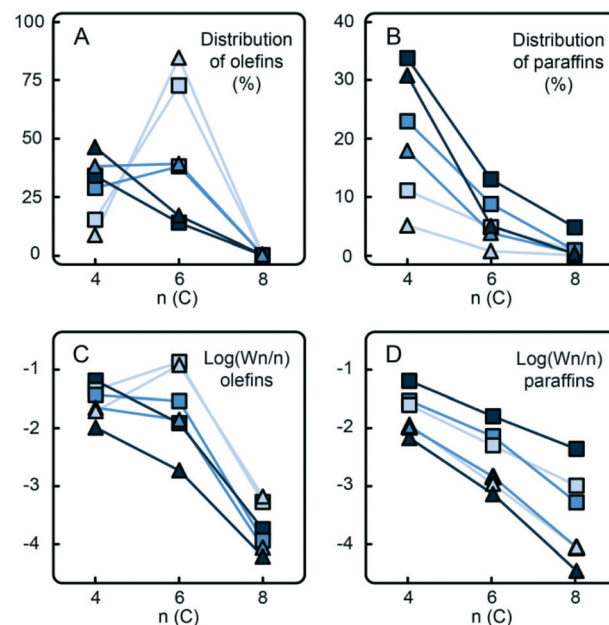 A
Distribution
of olefins
(%)
100
75
50
25
0
4 6 8
n (C)
B
Distribution
of paraffins
(%)
40
30
20
10
0
4 6 8
n (C)
C
Log(Wn/n)
olefins
-1
-2
-3
-4
4 6 8
n (C)
D
Log(Wn/n)
paraffins
-1
-2
-3
-4
4 6 8
n (C)